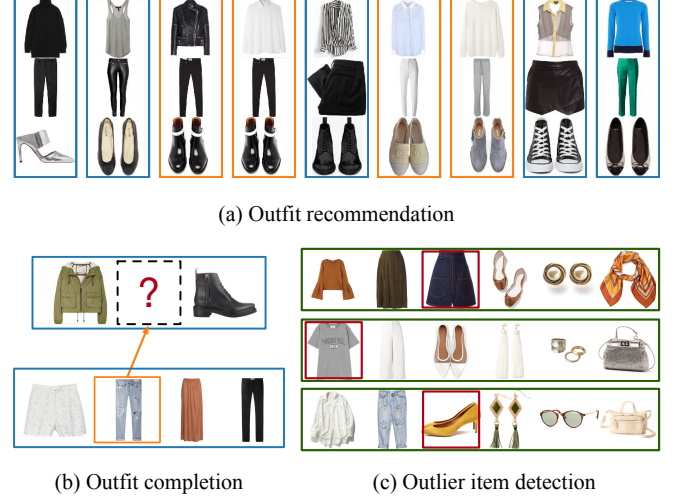 (a) Outfit recommendation
?
(b) Outfit completion
(c) Outlier item detection